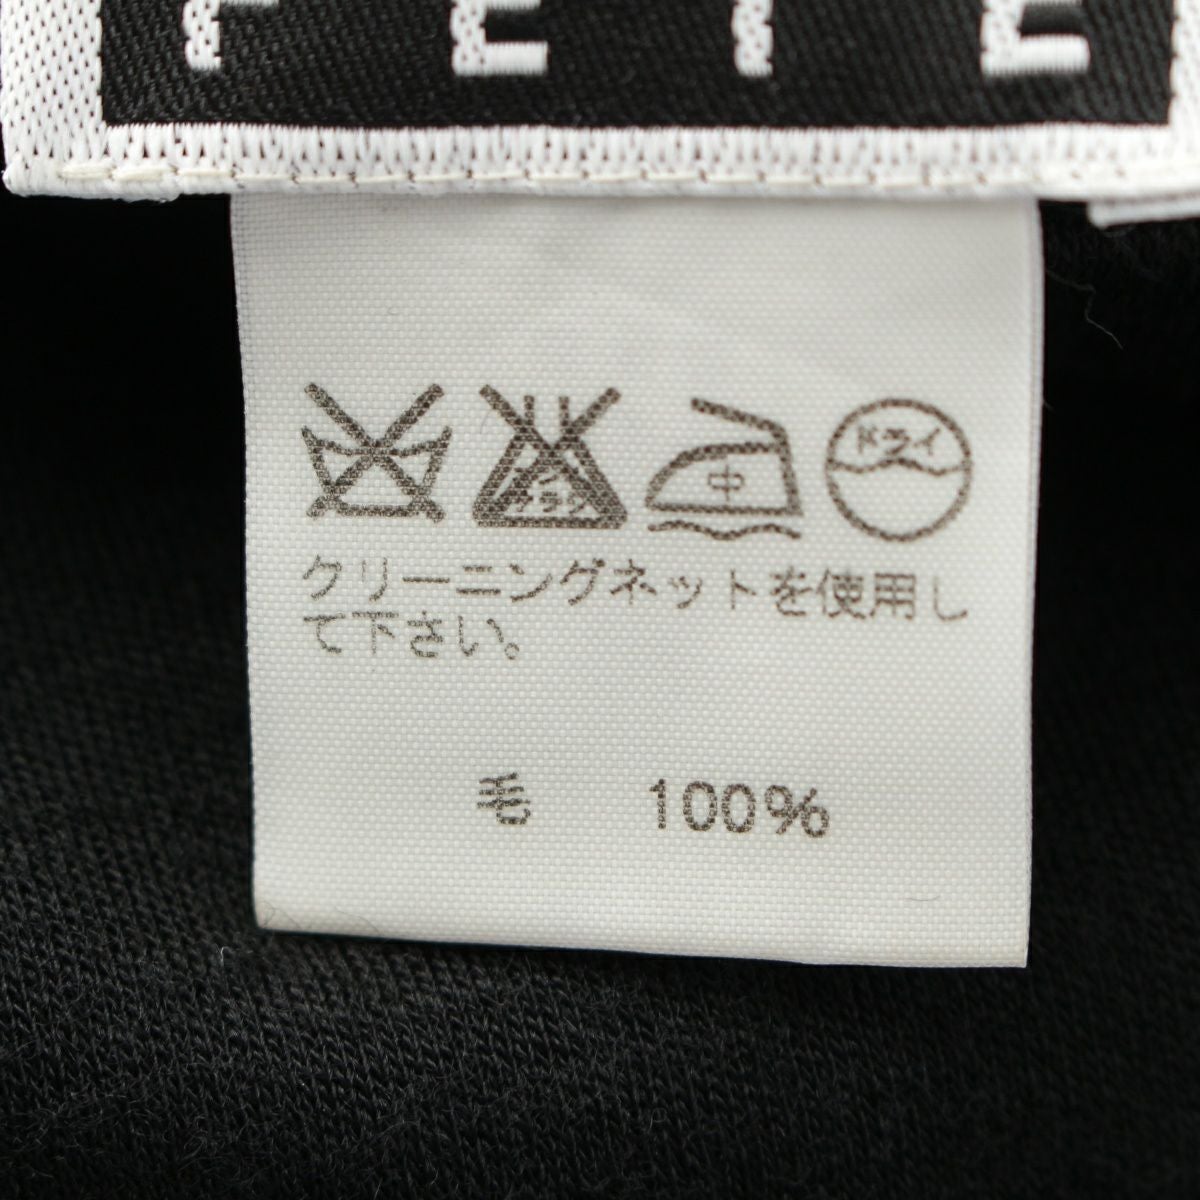 中 ドライ
クリーニングネットを使用し
て下さい。
毛 100%